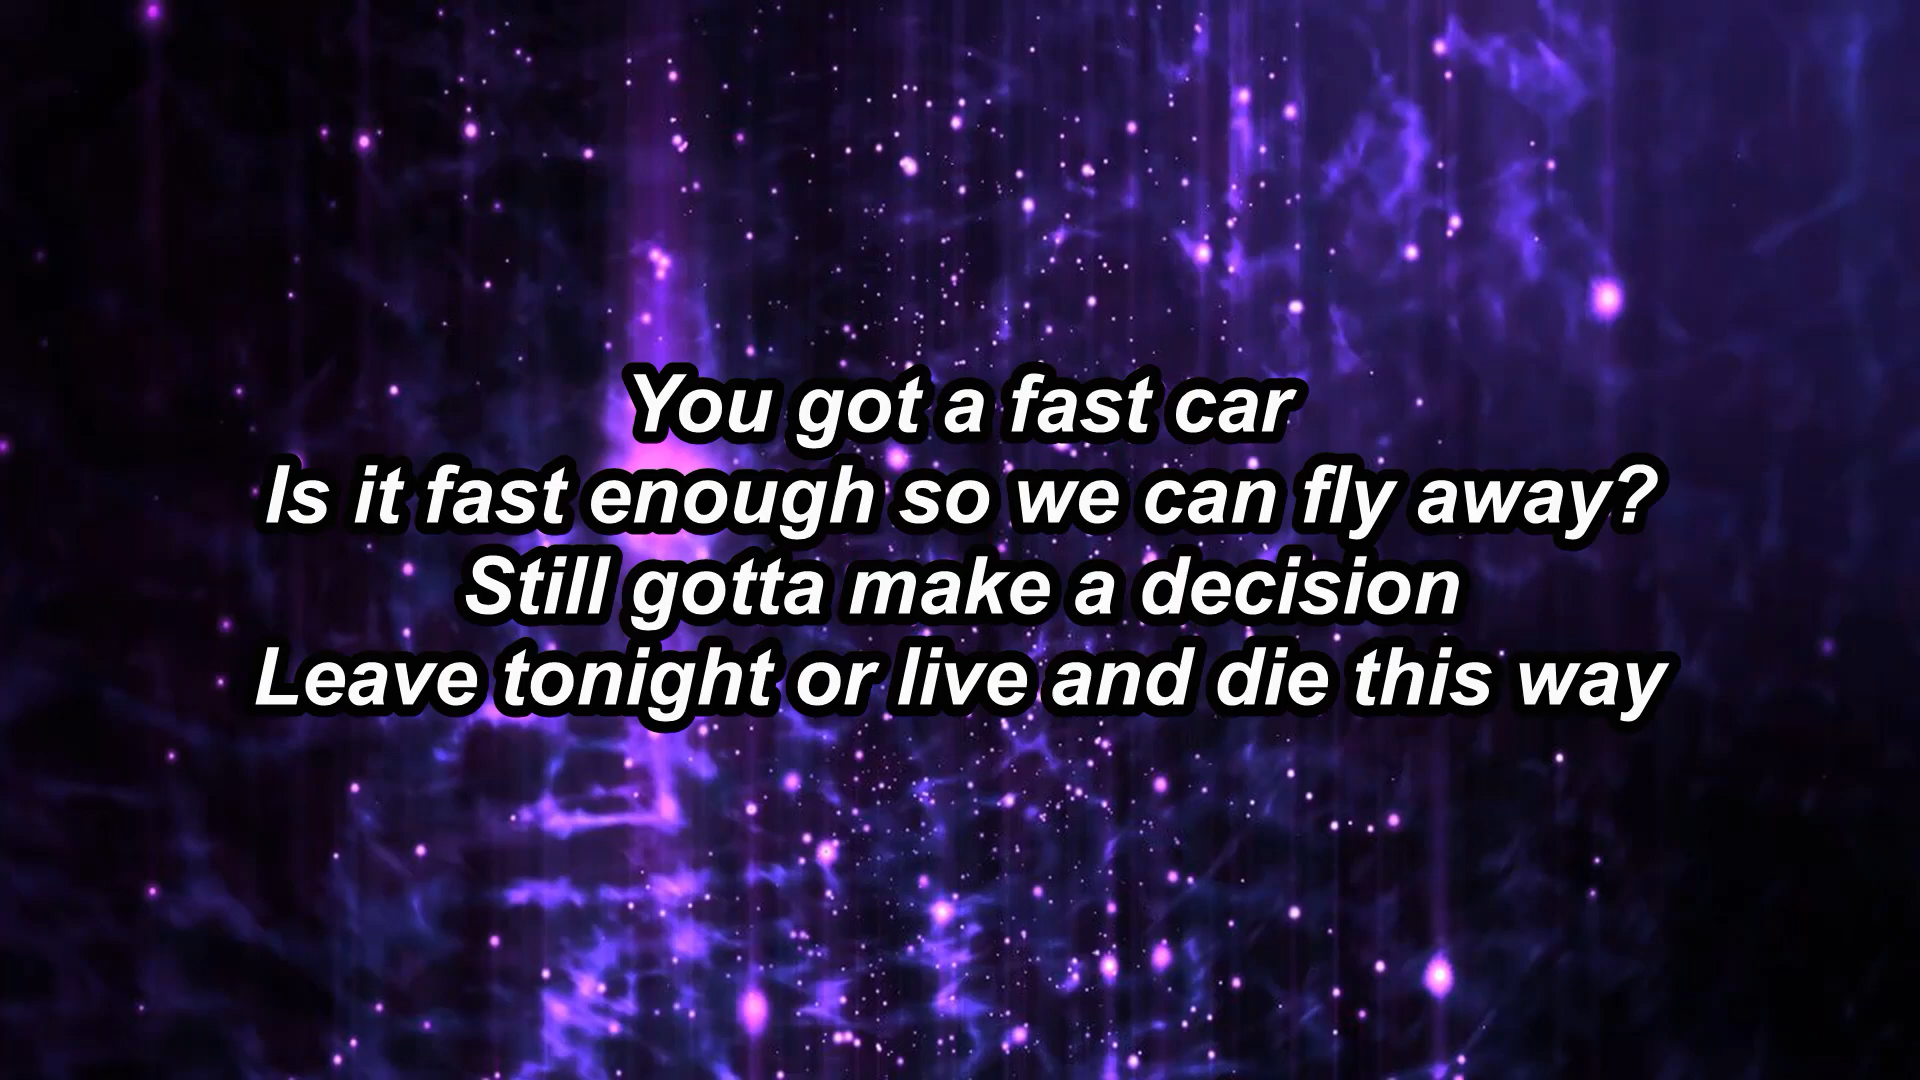 You got a fast car
Is it fast enough so we can fly away?
Still gotta make a decision
Leave tonight or live and die this way